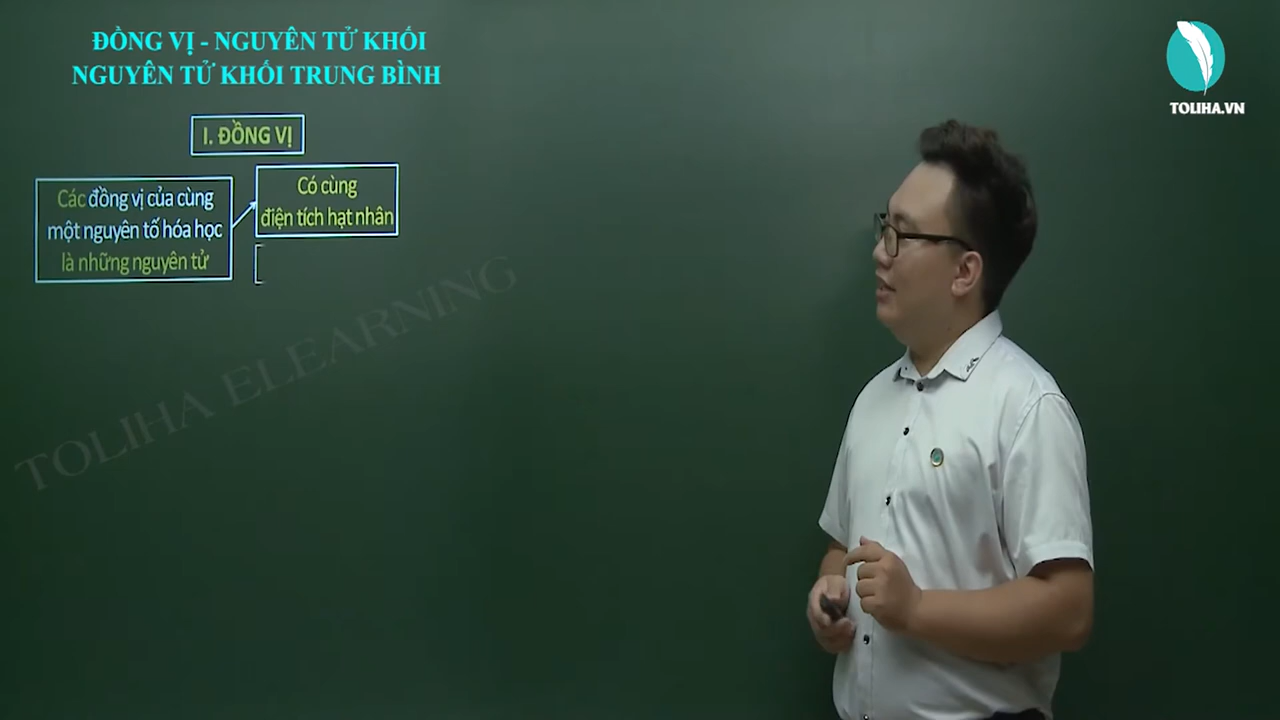 ĐỒNG VỊ - NGUYÊN TỬ KHỐI
NGUYÊN TỬ KHỐI TRUNG BÌNH
TOLIHA.VN
I. ĐỒNG VỊ
Các đồng vị của cùng
một nguyên tố hóa học
là những nguyên tử
Có cùng
điện tích hạt nhân
TOLIHA ELEARNING